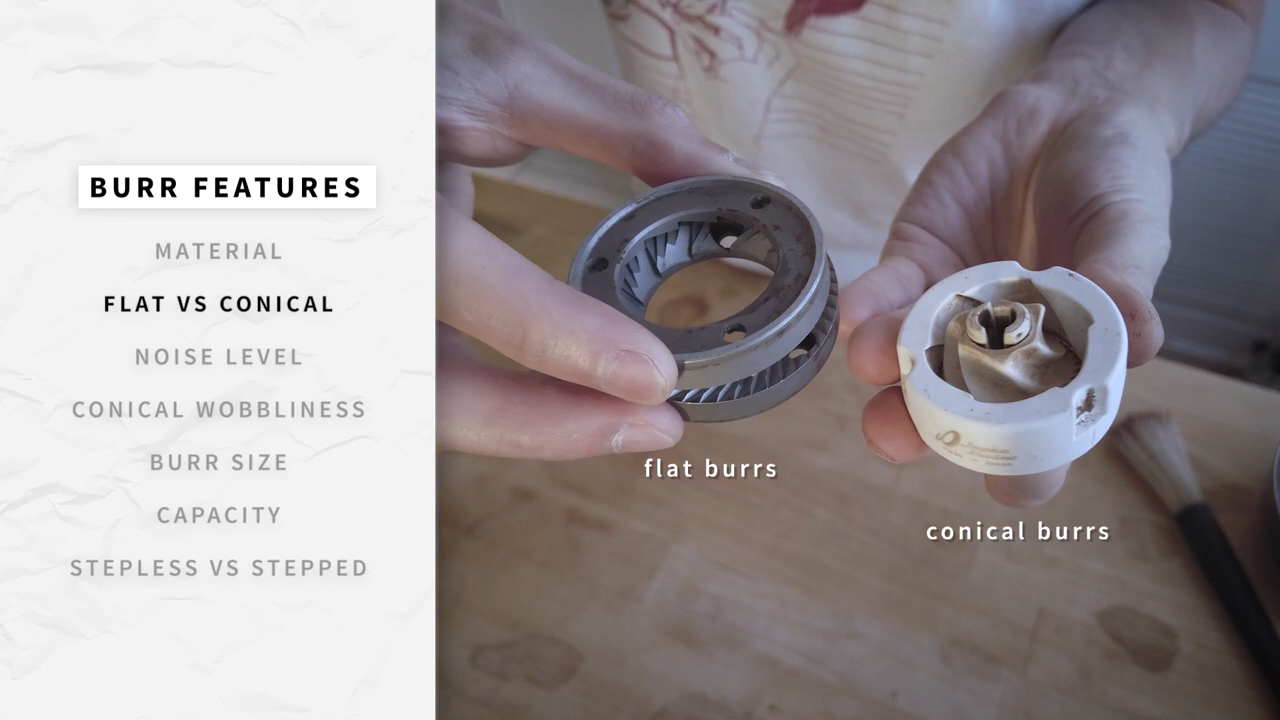 BURR FEATURES
MATERIAL
FLAT VS CONICAL
NOISE LEVEL
CONICAL WOBBLINESS
BURR SIZE
CAPACITY
STEPLESS VS STEPPED
flat burrs
conical burrs